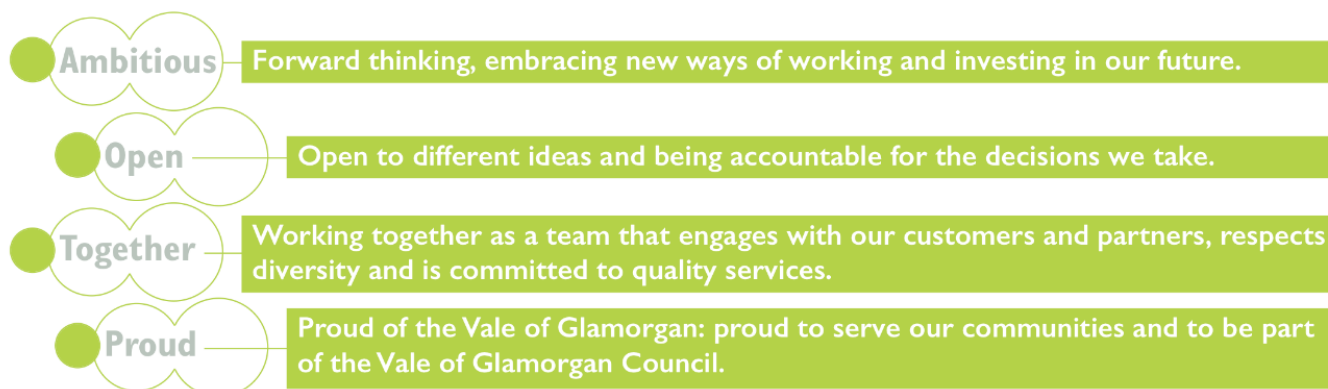 Ambitious
Forward thinking, embracing new ways of working and investing in our future.
Open
Open to different ideas and being accountable for the decisions we take.
Together
Working together as a team that engages with our customers and partners, respects
diversity and is committed to quality services.
Proud
Proud of the Vale of Glamorgan: proud to serve our communities and to be part
of the Vale of Glamorgan Council.